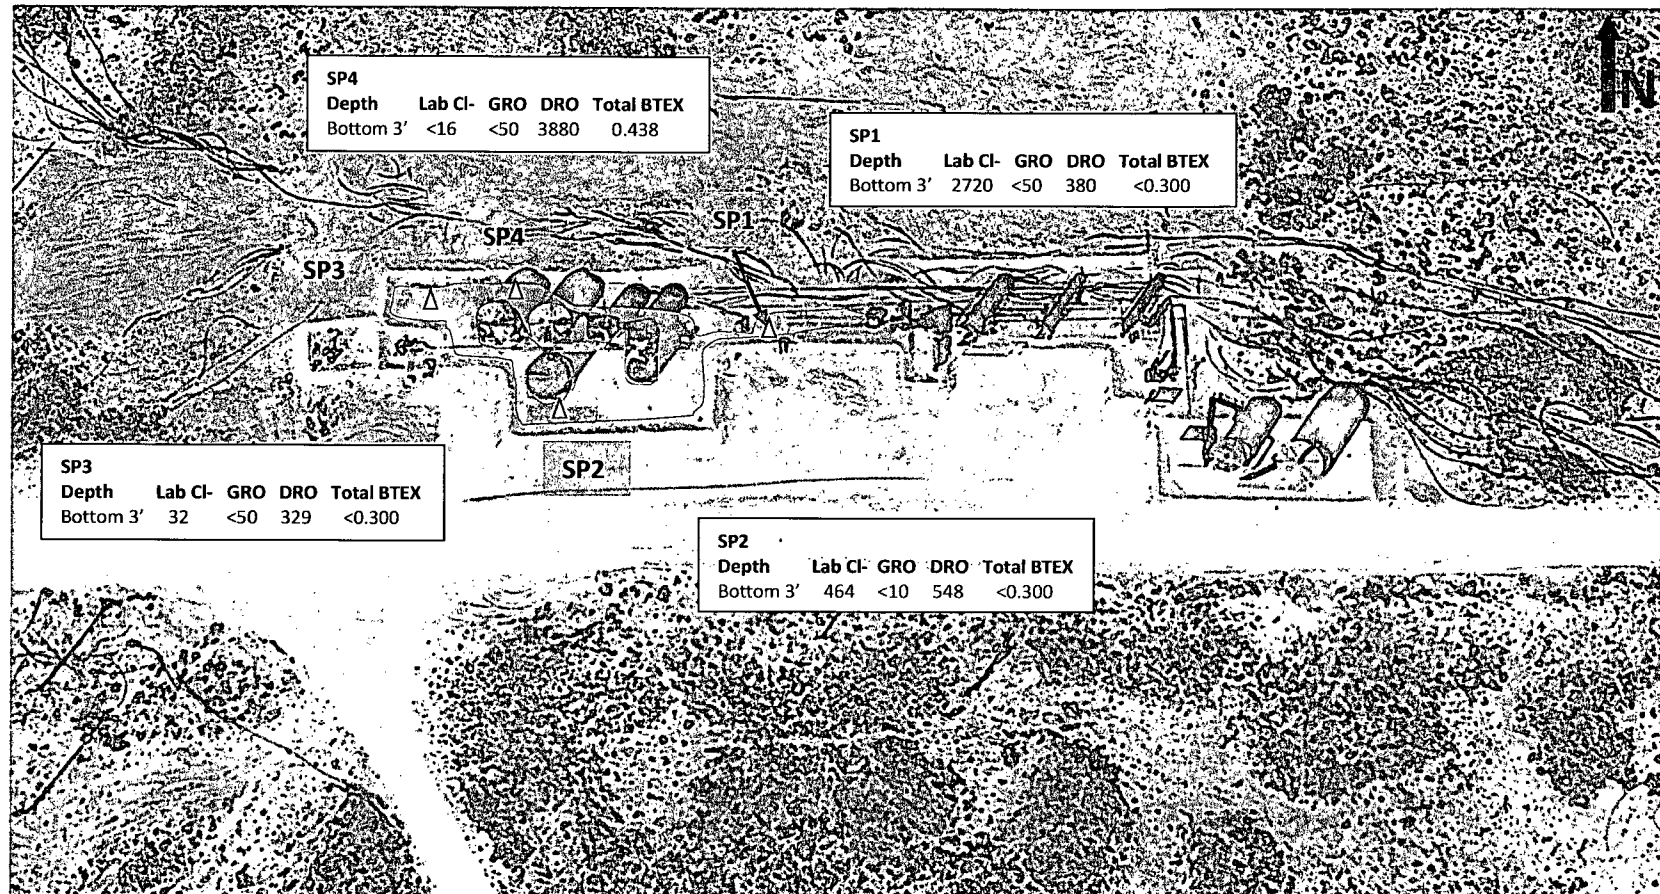 N
SP4
Depth Lab Cl- GRO DRO Total BTEX
Bottom 3' <16 <50 3880 0.438
SP1
Depth Lab Cl- GRO DRO Total BTEX
Bottom 3' 2720 <50 380 <0.300
SP1
SP4
SP3
SP3
Depth Lab Cl- GRO DRO Total BTEX
Bottom 3' 32 <50 329 <0.300
SP2
SP2
Depth Lab Cl- GRO DRO Total BTEX
Bottom 3' 464 <10 548 <0.300